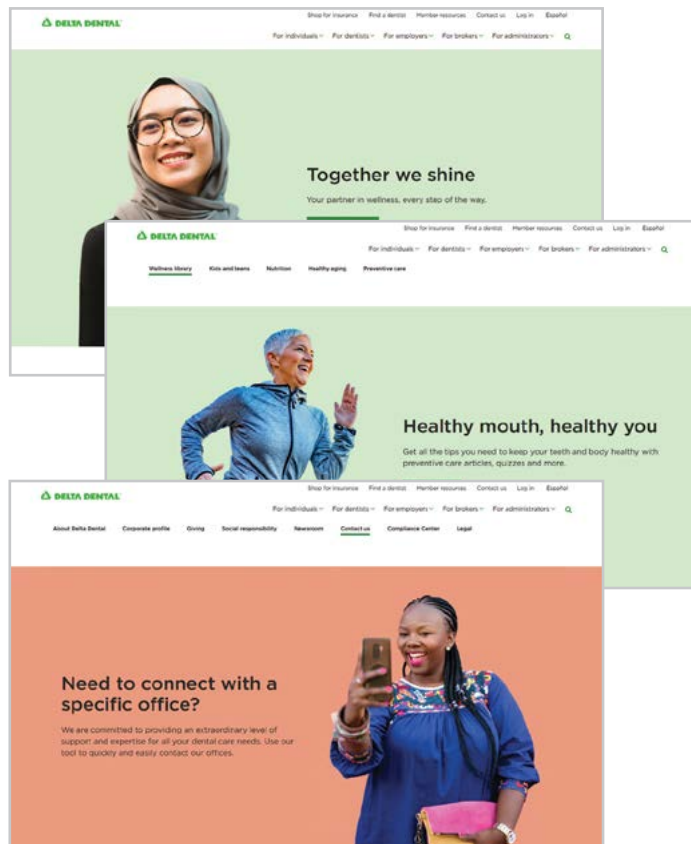 Shop for insurance Find a dentist Member resources Contact us Log in Español
DELTA DENTAL
For individuals For dentists For employers For brokers For administrators
Together we shine
Your partner in wellness, every step of the way.
Shop for insurance Find a dentist Member resources Contact us Log in Español
DELTA DENTAL
For individuals For dentists For employers For brokers For administrators
Wellness library Kids and teens Nutrition Healthy aging Preventive care
Healthy mouth, healthy you
Get all the tips you need to keep your teeth and body healthy with
preventive care articles, quizzes and more.
Shop for insurance Find a dentist Member resources Contact us Log in Español
DELTA DENTAL
For individuals For dentists For employers For brokers For administrators
About Delta Dental Corporate profile Giving Social responsibility Newsroom Contact us Compliance Center Legal
Need to connect with a
specific office?
We are committed to providing an extraordinary level of
support and expertise for all your dental care needs. Use our
tool to quickly and easily contact our offices.